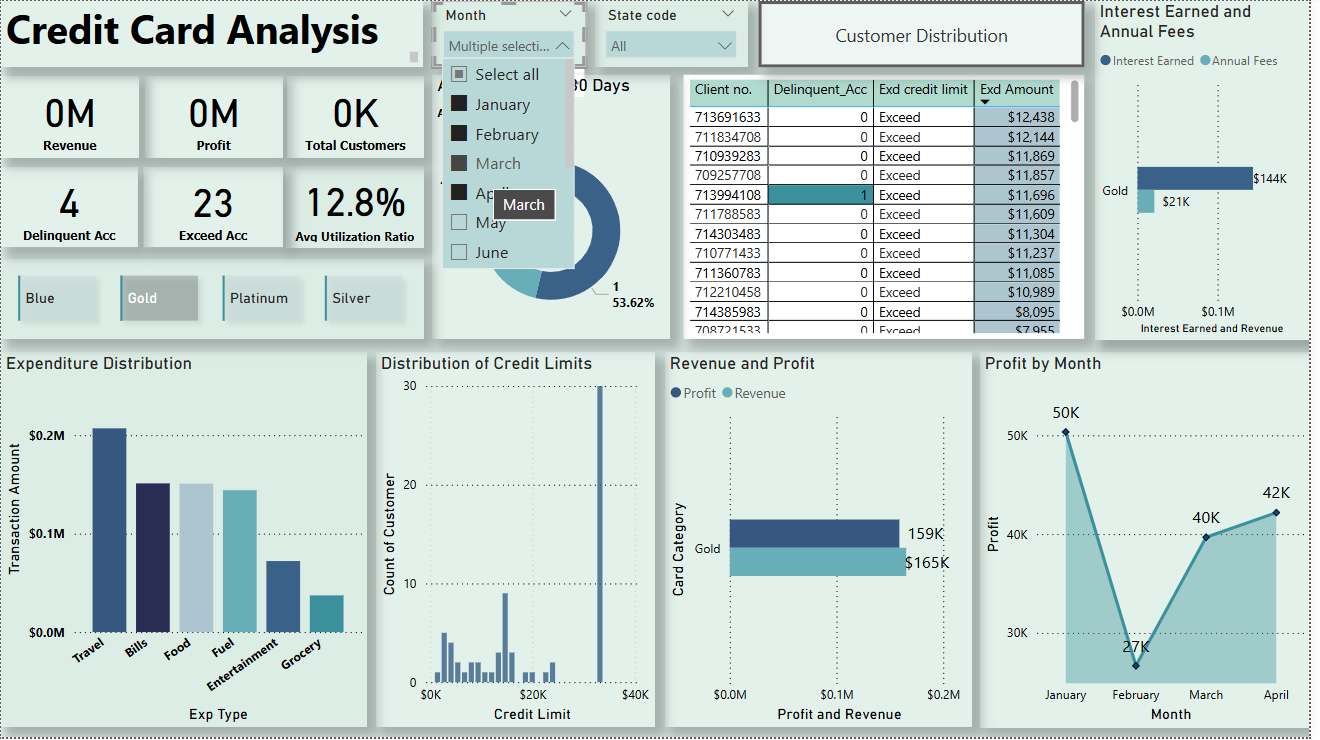 Credit Card Analysis
Month
Multiple selecti...
Select all
January
February
March
May
June
March
State code
All
Customer Distribution
Interest Earned and
Annual Fees
Interest Earned
Annual Fees
Gold
$144K
$21K
$0.0M
$0.1M
Interest Earned and Revenue
0M
Revenue
0M
Profit
0K
Total Customers
4
Delinquent Acc
23
Exceed Acc
12.8%
Avg Utilization Ratio
Blue
Gold
Platinum
Silver
30 Days
1
53.62%
Client no. Delinquent_Acc Exd credit limit Exd Amount
713691633 0 Exceed $12,438
711834708 0 Exceed $12,144
710939283 0 Exceed $11,869
709257708 0 Exceed $11,857
713994108 1 Exceed $11,696
711788583 0 Exceed $11,609
714303483 0 Exceed $11,304
710771433 0 Exceed $11,237
711360783 0 Exceed $11,085
712210458 0 Exceed $10,989
714385983 0 Exceed $8,095
708721533 0 Exceed $7,955
Expenditure Distribution
Transaction Amount
$0.2M
$0.1M
$0.0M
Travel
Bills
Food
Fuel
Entertainment
Grocery
Exp Type
Distribution of Credit Limits
Count of Customer
30
20
10
0
$0K
$20K
$40K
Credit Limit
Revenue and Profit
Profit
Revenue
Card Category
Gold
159K
$165K
$0.0M
$0.1M
$0.2M
Profit and Revenue
Profit by Month
Profit
50K
40K
30K
50K
27K
40K
42K
January
February
March
April
Month